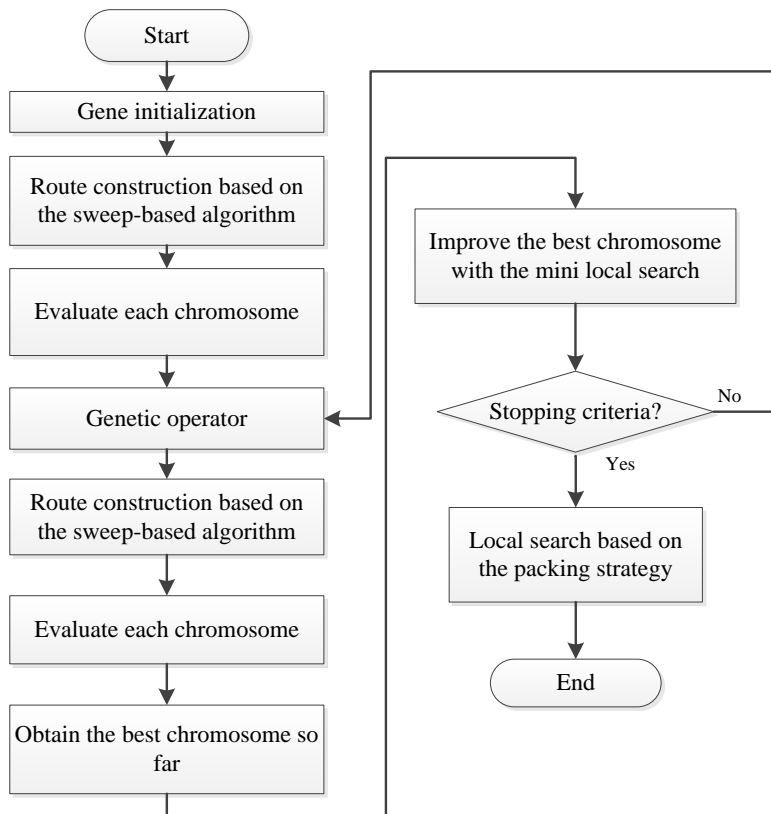 Start
Gene initialization
Route construction based on
the sweep-based algorithm
Evaluate each chromosome
Genetic operator
Route construction based on
the sweep-based algorithm
Evaluate each chromosome
Obtain the best chromosome so
far
Improve the best chromosome
with the mini local search
Stopping criteria?
No
Yes
Local search based on
the packing strategy
End